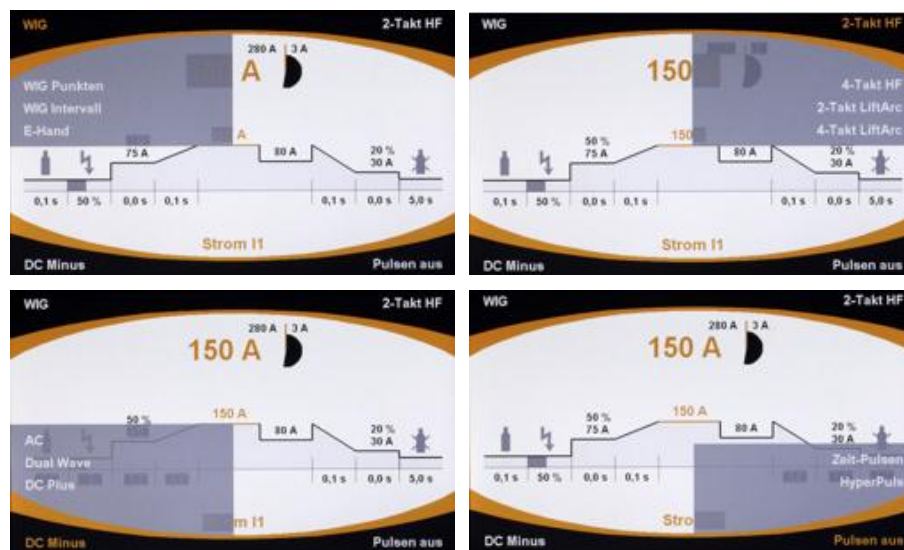 WIG 2-Takt HF
280 A 3 A
A
WIG Punkten
WIG Intervall
E-Hand
A
75 A 80 A 20 %
30 A
0,1 s 50 % 0,0 s 0,1 s 0,1 s 0,0 s 5,0 s
Strom I1
DC Minus Pulsen aus
2-Takt HF
150
4-Takt HF
2-Takt LiftArc
4-Takt LiftArc
150
50 %
75 A 80 A 20 %
30 A
0,1 s 50 % 0,0 s 0,1 s 0,1 s 0,0 s 5,0 s
Strom I1
DC Minus Pulsen aus
WIG 2-Takt HF
280 A 3 A
150 A
150 A
50 %
80 A 20 %
30 A
AC
Dual Wave
DC Plus
0,1 s 0,0 s 5,0 s
m I1
DC Minus Pulsen aus
WIG 2-Takt HF
280 A 3 A
150 A
150 A
50 %
75 A 80 A 20 %
30 A
Zeit-Pulsen
HyperPuls
0,1 s 50 % 0,0 s 0,1 s
Stro
DC Minus Pulsen aus